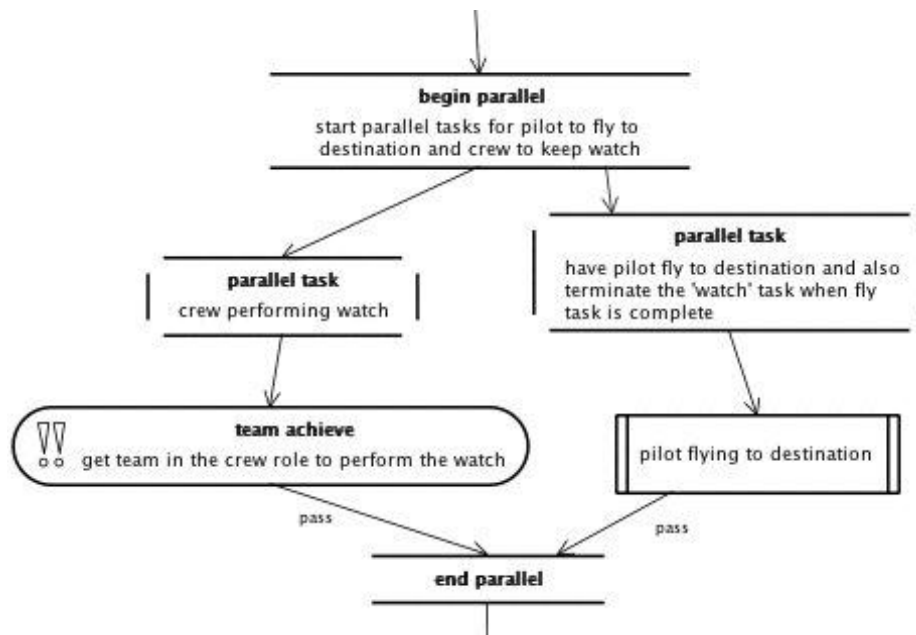 begin parallel
start parallel tasks for pilot to fly to
destination and crew to keep watch
parallel task
crew performing watch
parallel task
have pilot fly to destination and also
terminate the "watch" task when fly
task is complete
team achieve
get team in the crew role to perform the watch
pilot flying to destination
pass
pass
end parallel